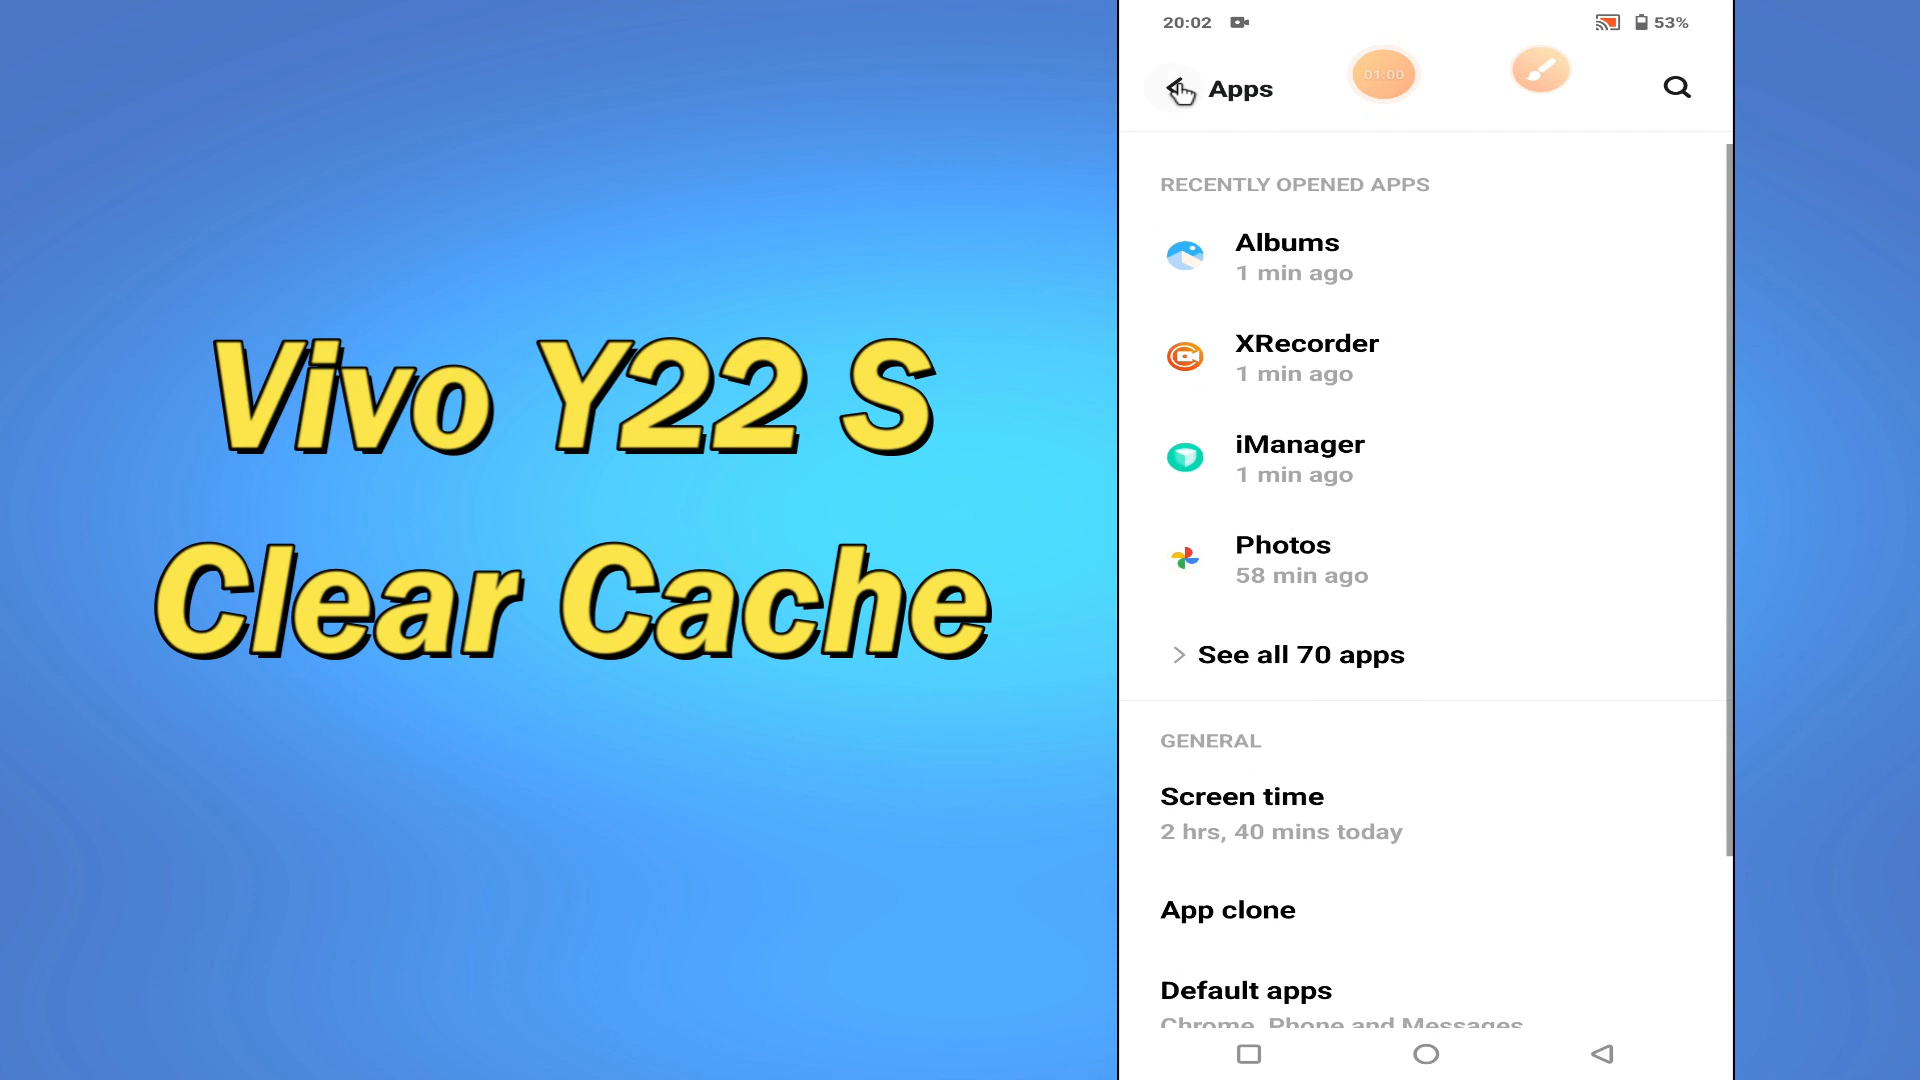 Vivo Y22 S
Clear Cache
20:02
53%
Apps
01:00
RECENTLY OPENED APPS
Albums
1 min ago
XRecorder
1 min ago
iManager
1 min ago
Photos
58 min ago
See all 70 apps
GENERAL
Screen time
2 hrs, 40 mins today
App clone
Default apps
Chrome, Phone and Messages